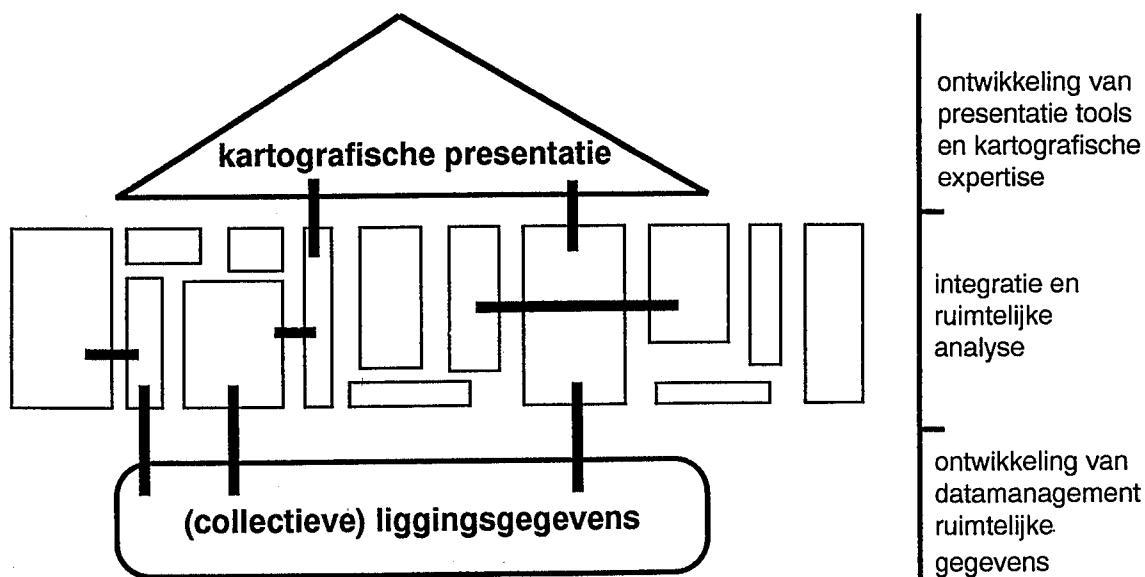 kartografische presentatie
(collectieve) liggingsgegevens
ontwikkeling van
presentatie tools
en kartografische
expertise
integratie en
ruimtelijke
analyse
ontwikkeling van
datamanagement
ruimtelijke
gegevens